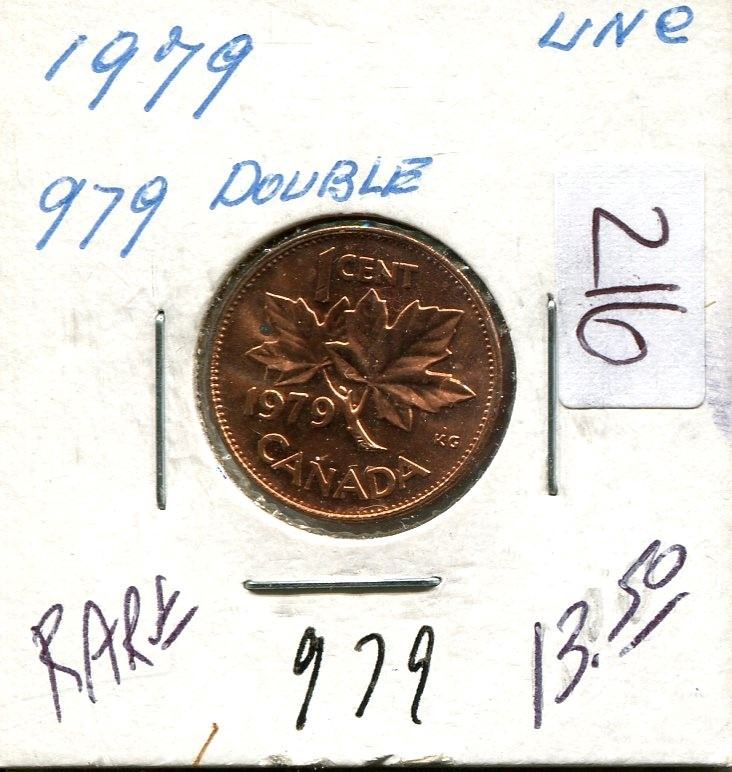 1979 UNC
979 DOUBLE
216
1 CENT
1979
KG
CANADA
RARE
979
13.50